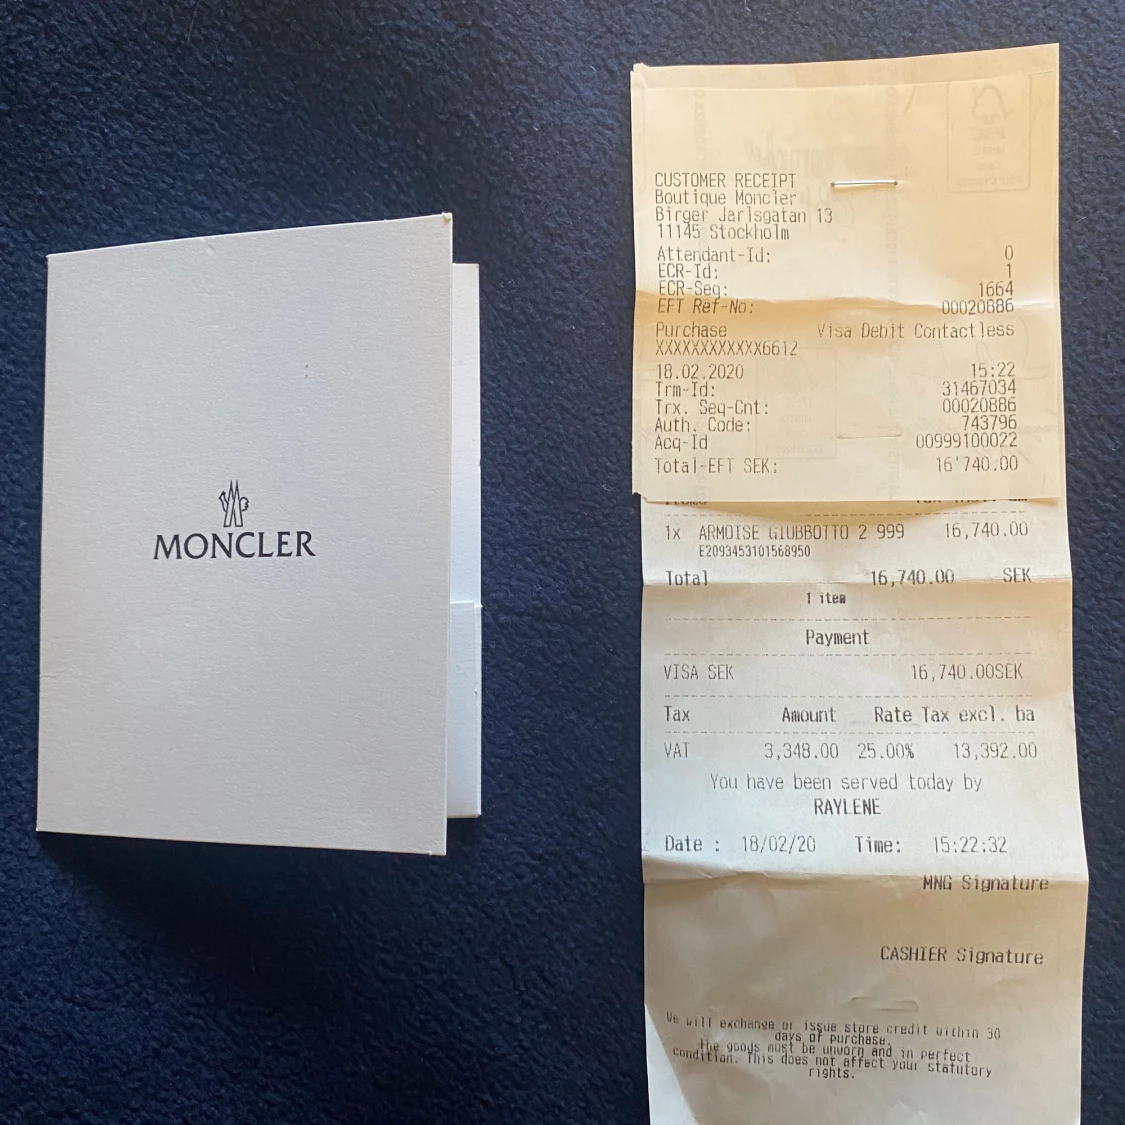 MONCLER
CUSTOMER RECEIPT
Boutique Moncler
Birger Jarlsgatan 13
11145 Stockholm
Attendant-Id: 0
ECR-Id: 1
ECR-Seq: 1664
EFT Ref-No: 00020886
Purchase Visa Debit Contactless
XXXXXXXXXXXX6612
18.02.2020 15:22
Trm-Id: 31467034
Trx. Seq-Cnt: 00020886
Auth. Code: 743796
Acq-Id 00999100022
Total-EFT SEK: 16'740.00
1x ARMOISE GIUBBOTTO 2 999 16,740.00
E2093453101568950
Total 16,740.00 SEK
1 item
Payment
VISA SEK 16,740.00SEK
Tax Amount Rate Tax excl. ba
VAT 3,348.00 25.00% 13,392.00
You have been served today by
RAYLENE
Date : 18/02/20 Time: 15:22:32
MNG Signature
CASHIER Signature
We will exchange or issue store credit within 30
days of purchase.
The goods must be unworn and in perfect
condition. This does not affect your statutory
rights.